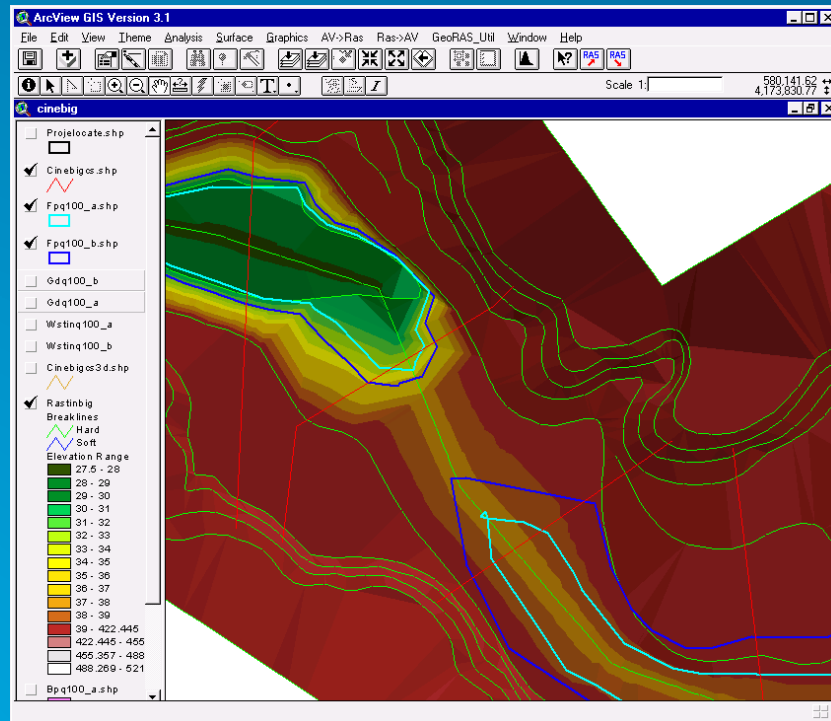 ArcView GIS Version 3.1
File Edit View Theme Analysis Surface Graphics AV->Ras Ras->AV GeoRAS_Util Window Help
RAS RAS
T I Scale 1: 580,141.62
4,173,830.77
cinebig
Projelocate.shp
Cinebigcs.shp
Fpq100_a.shp
Fpq100_b.shp
Gdq100_b
Gdq100_a
Wstinq100_a
Wstinq100_b
Cinebigcs3d.shp
Rastinbig
Breaklines
Hard
Soft
Elevation Range
27.5 - 28
28 - 29
29 - 30
30 - 31
31 - 32
32 - 33
33 - 34
34 - 35
35 - 36
36 - 37
37 - 38
38 - 39
39 - 422.445
422.445 - 455
455.357 - 488
488.269 - 521
Bpq100_a.shp